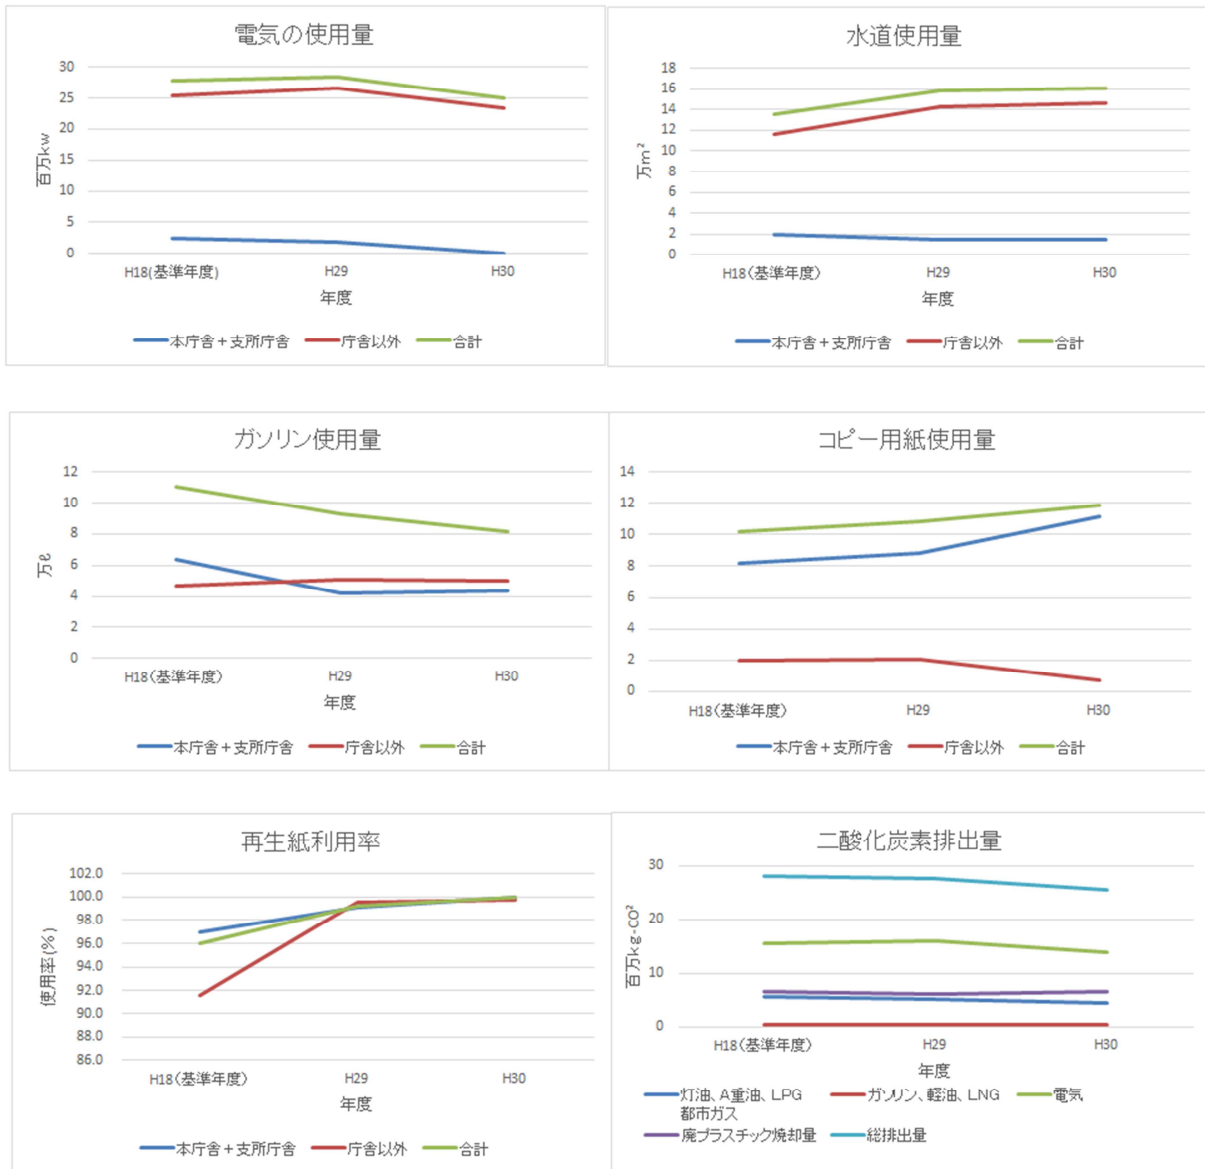 電気の使用量
30
25
20
15
10
5
0
百万kw
H18(基準年度) H29 H30
年度
本庁舎+支所庁舎 庁舎以外 合計
水道使用量
18
16
14
12
10
8
6
4
2
0
万m²
H18(基準年度) H29 H30
年度
本庁舎+支所庁舎 庁舎以外 合計
ガソリン使用量
12
10
8
6
4
2
0
万ℓ
H18(基準年度) H29 H30
年度
本庁舎+支所庁舎 庁舎以外 合計
コピー用紙使用量
14
12
10
8
6
4
2
0
H18(基準年度) H29 H30
本庁舎+支所庁舎 庁舎以外 合計
再生紙利用率
102.0
100.0
98.0
96.0
94.0
92.0
90.0
88.0
86.0
使用率(%)
H18(基準年度) H29 H30
年度
本庁舎+支所庁舎 庁舎以外 合計
二酸化炭素排出量
30
20
10
0
百万kg-CO²
H18(基準年度) H29 H30
年度
灯油、A重油、LPG ガソリン、軽油、LNG 電気
都市ガス
廃プラスチック焼却量 総排出量